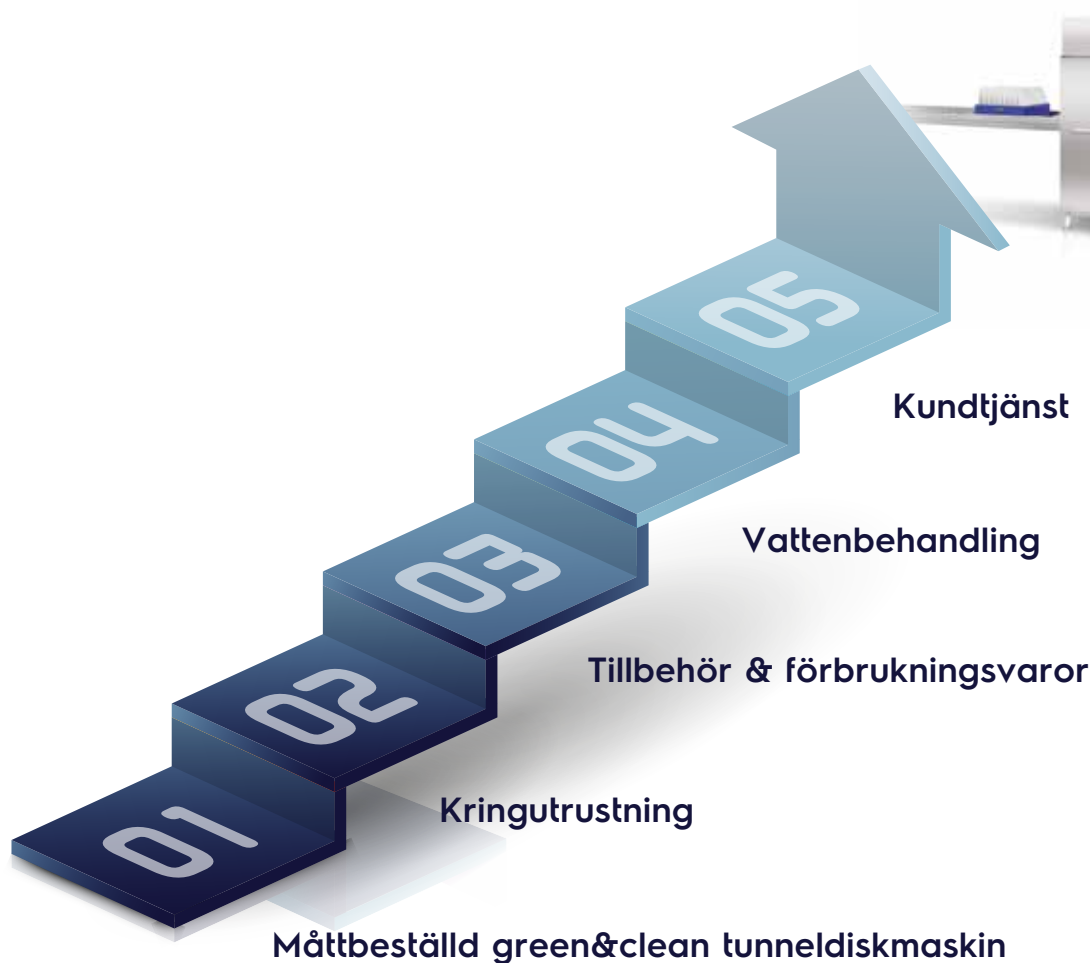 05
Kundtjänst
04
Vattenbehandling
03
Tillbehör & förbrukningsvaror
02
Kringutrustning
01
Måttbeställd green&clean tunneldiskmaskin